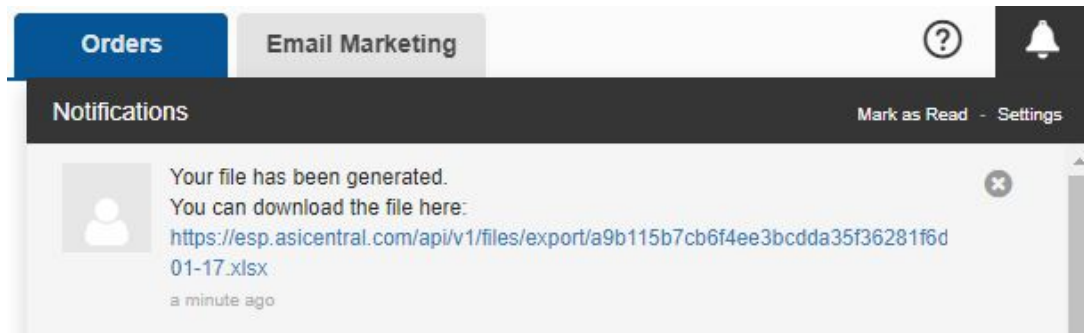 Orders Email Marketing
Notifications Mark as Read - Settings
Your file has been generated.
You can download the file here:
https://esp.asicentral.com/api/v1/files/export/a9b115b7cb6f4ee3bcdda35f36281f6d
01-17.xlsx
a minute ago